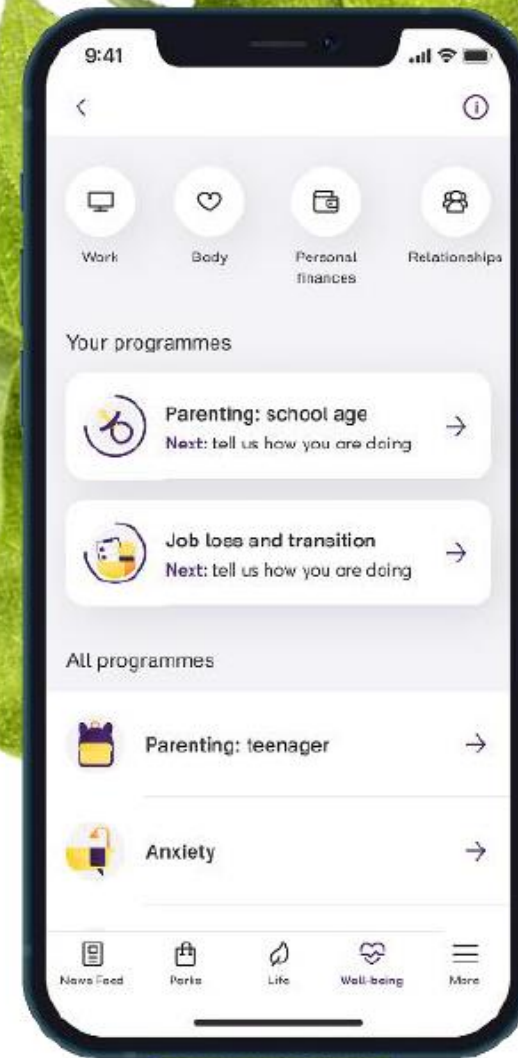 9:41
Work
Body
Personal
finances
Relationships
Your programmes
Parenting: school age
Next: tell us how you are doing
Job loss and transition
Next: tell us how you are doing
All programmes
Parenting: teenager
Anxiety
News Feed
Perks
Life
Well-being
More